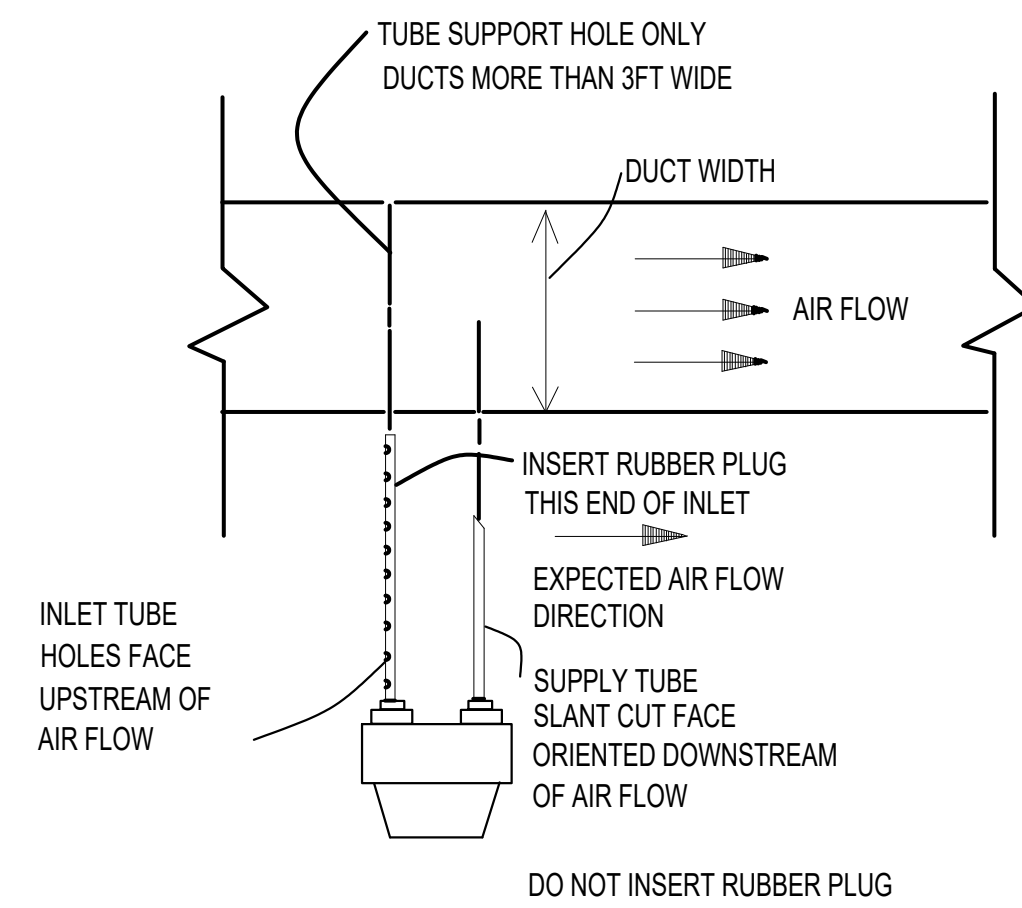 TUBE SUPPORT HOLE ONLY
DUCTS MORE THAN 3FT WIDE
DUCT WIDTH
AIR FLOW
INSERT RUBBER PLUG
THIS END OF INLET
EXPECTED AIR FLOW
DIRECTION
INLET TUBE
HOLES FACE
UPSTREAM OF
AIR FLOW
SUPPLY TUBE
SLANT CUT FACE
ORIENTED DOWNSTREAM
OF AIR FLOW
DO NOT INSERT RUBBER PLUG